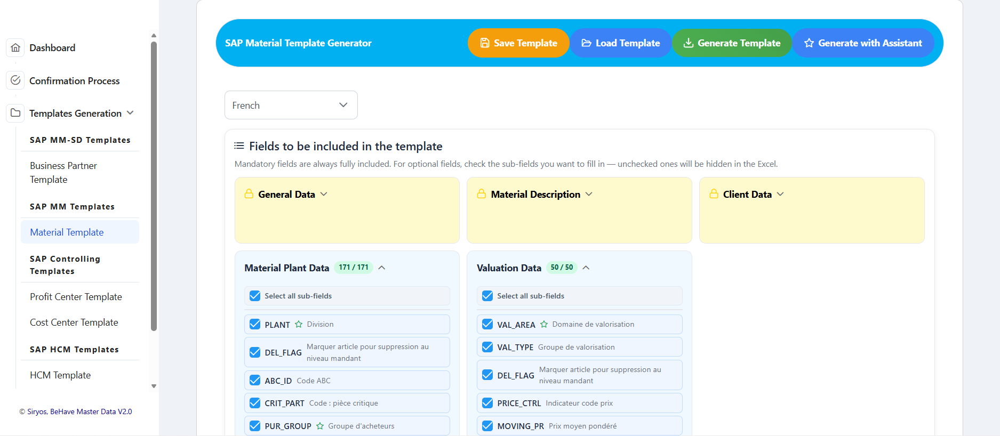 Dashboard
Confirmation Process
Templates Generation
SAP MM-SD Templates
Business Partner
Template
SAP MM Templates
Material Template
SAP Controlling
Templates
Profit Center Template
Cost Center Template
SAP HCM Templates
HCM Template
© Siryos, BeHave Master Data V2.0
SAP Material Template Generator
Save Template
Load Template
Generate Template
Generate with Assistant
French
Fields to be included in the template
Mandatory fields are always fully included. For optional fields, check the sub-fields you want to fill in — unchecked ones will be hidden in the Excel.
General Data
Material Description
Client Data
Material Plant Data 171 / 171
Select all sub-fields
PLANT Division
DEL_FLAG Marquer article pour suppression au
niveau mandant
ABC_ID Code ABC
CRIT_PART Code : pièce critique
PUR_GROUP Groupe d'acheteurs
Valuation Data 50 / 50
Select all sub-fields
VAL_AREA Domaine de valorisation
VAL_TYPE Groupe de valorisation
DEL_FLAG Marquer article pour suppression au
niveau mandant
PRICE_CTRL Indicateur code prix
MOVING_PR Prix moyen pondéré